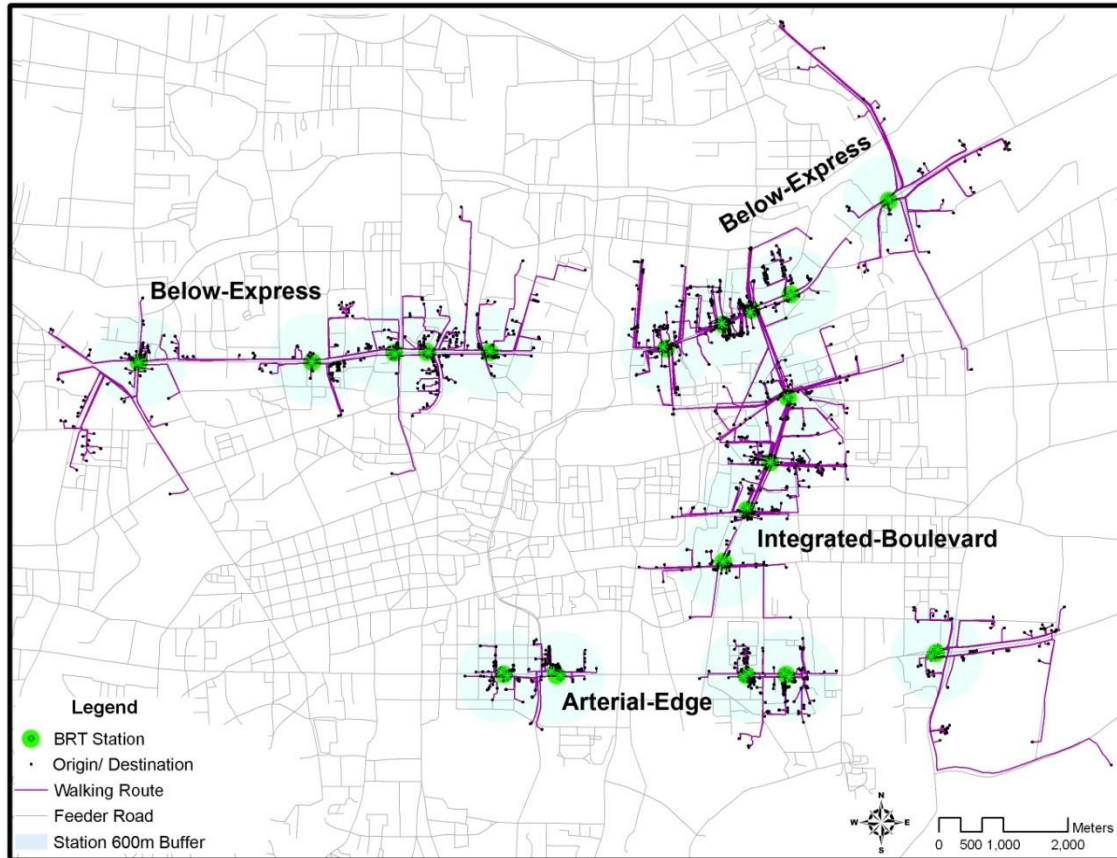 Below-Express
Below-Express
Integrated-Boulevard
Arterial-Edge
Legend
BRT Station
Origin/ Destination
Walking Route
Feeder Road
Station 600m Buffer
N
W
E
S
Meters
0 500 1,000 2,000